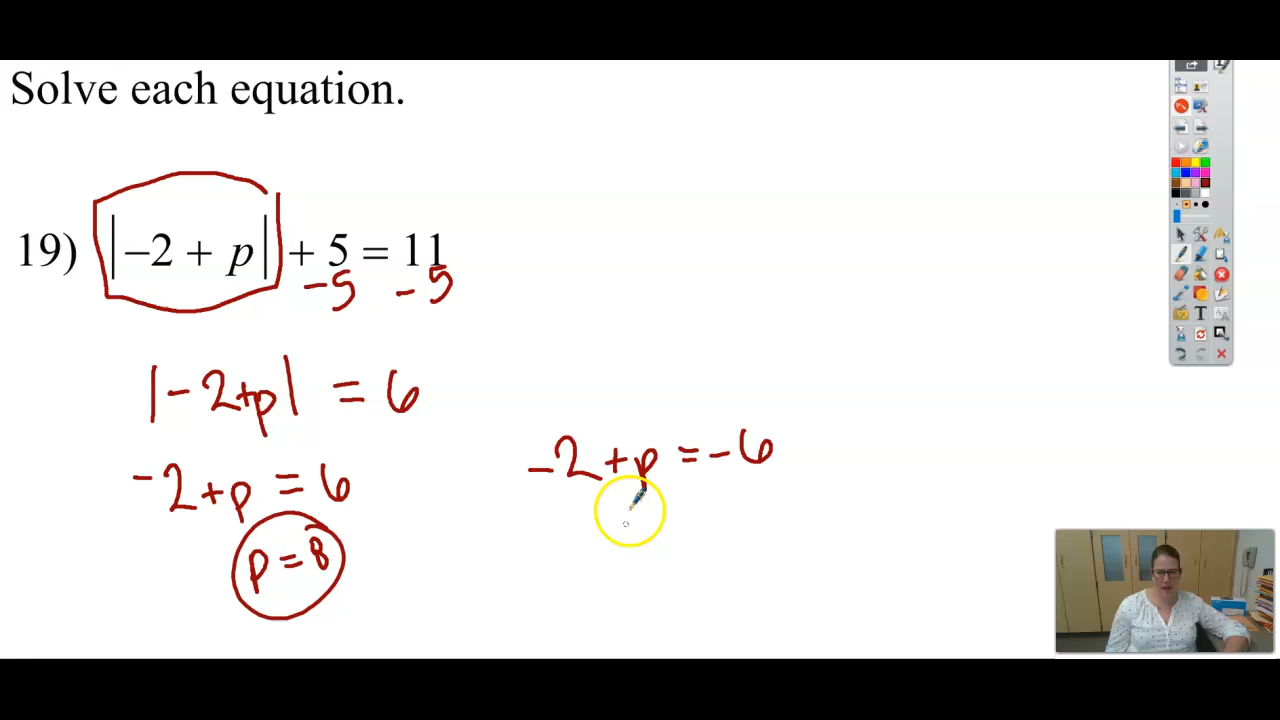 Solve each equation.
19) |−2 + p| + 5 = 11
-5 -5
|-2+p| = 6
-2+p = -6
-2+p = 6
p = 8